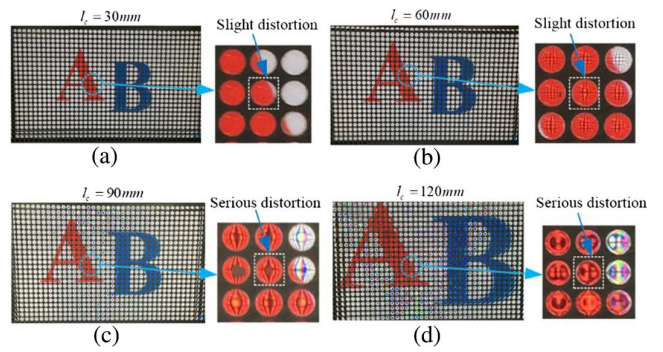 l_c = 30mm
Slight distortion
A B
(a)
l_c = 60mm
Slight distortion
A B
(b)
l_c = 90mm
Serious distortion
A B
(c)
l_c = 120mm
Serious distortion
A B
(d)